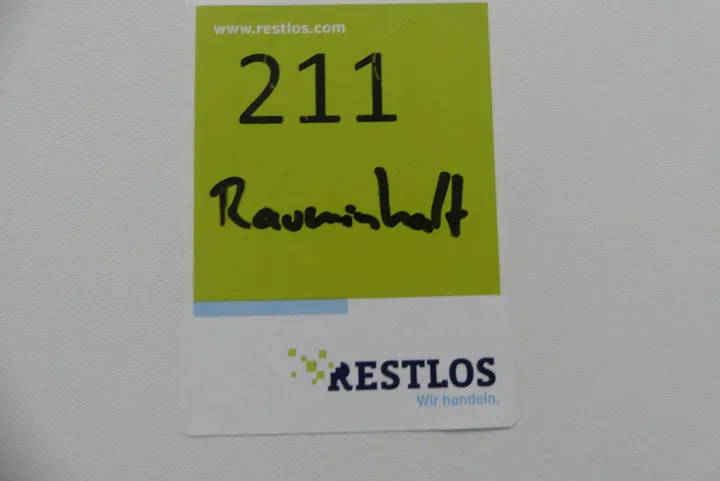 www.restlos.com
211
Rauminhalt
RESTLOS
Wir handeln.